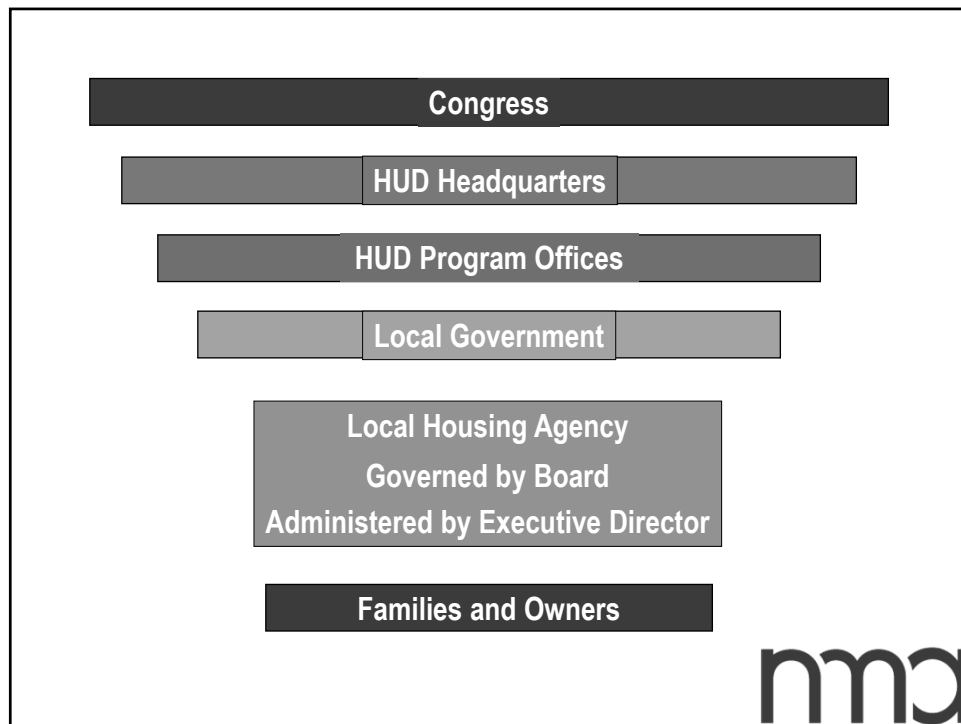 Congress
HUD Headquarters
HUD Program Offices
Local Government
Local Housing Agency
Governed by Board
Administered by Executive Director
Families and Owners
nma